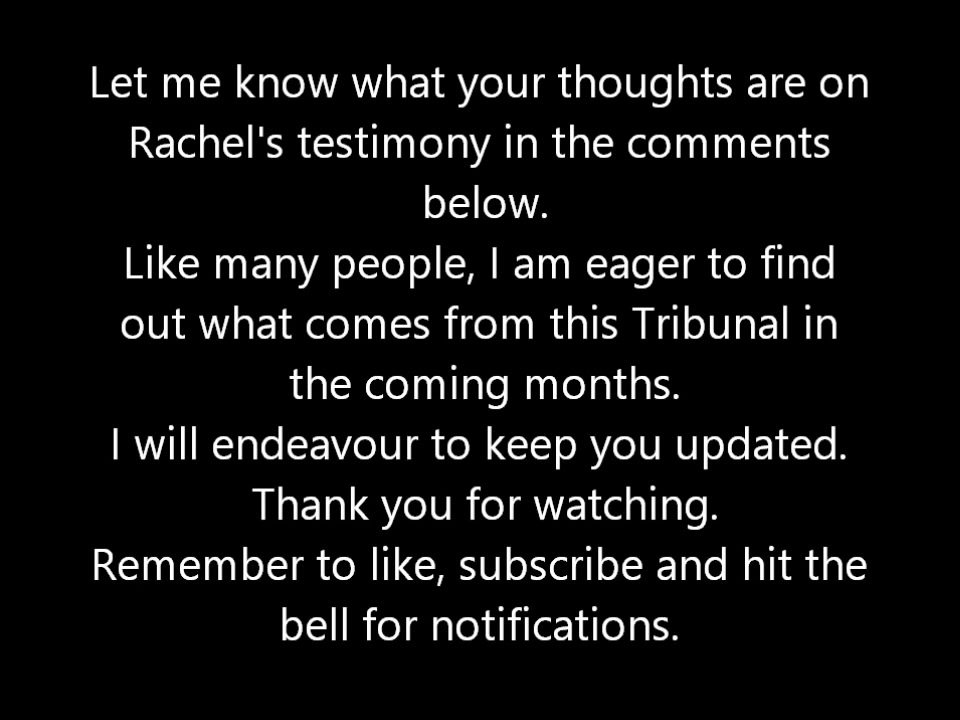 Let me know what your thoughts are on
Rachel's testimony in the comments
below.
Like many people, I am eager to find
out what comes from this Tribunal in
the coming months.
I will endeavour to keep you updated.
Thank you for watching.
Remember to like, subscribe and hit the
bell for notifications.